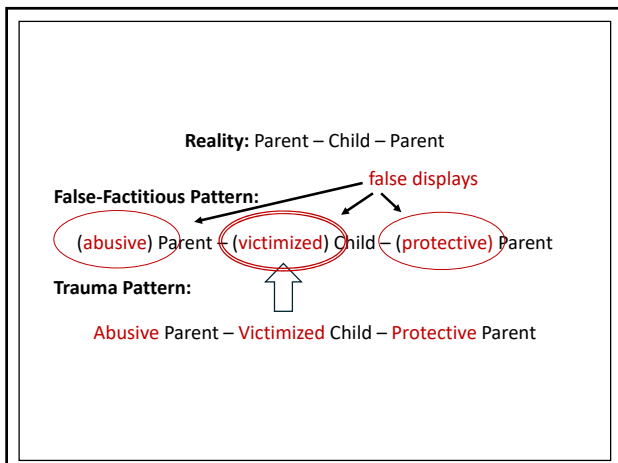 Reality: Parent – Child – Parent
false displays
False-Factitious Pattern:
(abusive) Parent – (victimized) Child – (protective) Parent
Trauma Pattern:
Abusive Parent – Victimized Child – Protective Parent